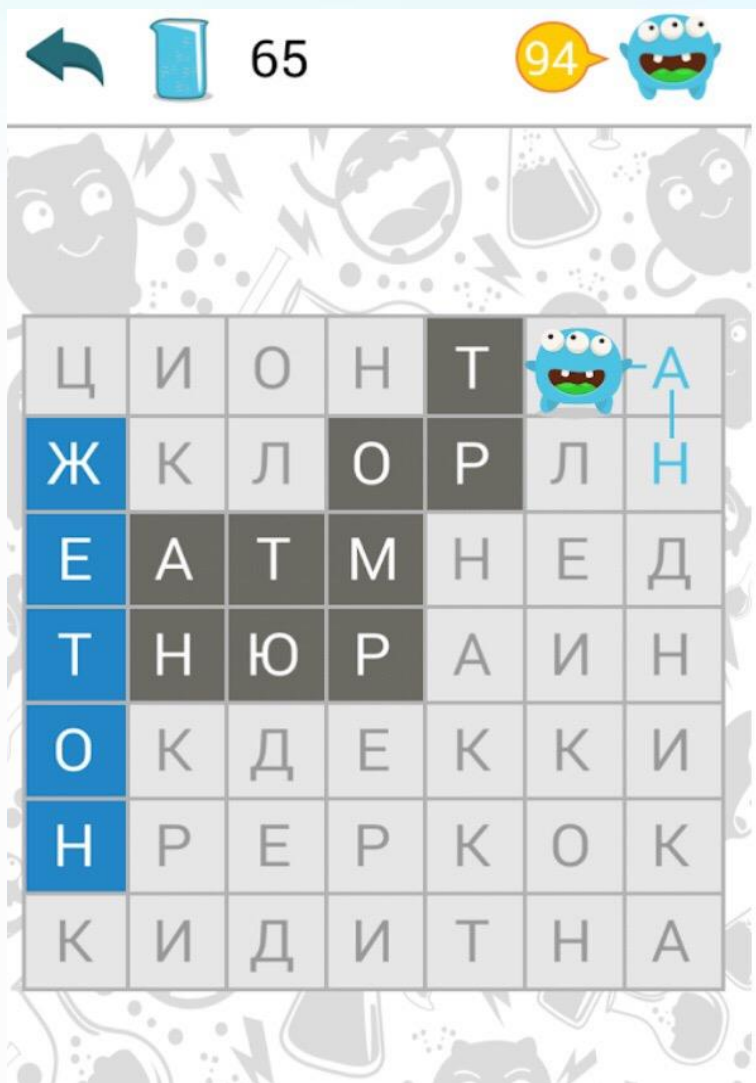 65 94
Ц И О Н Т А
Ж К Л О Р Л Н
Е А Т М Н Е Д
Т Н Ю Р А И Н
О К Д Е К К И
Н Р Е Р К О К
К И Д И Т Н А